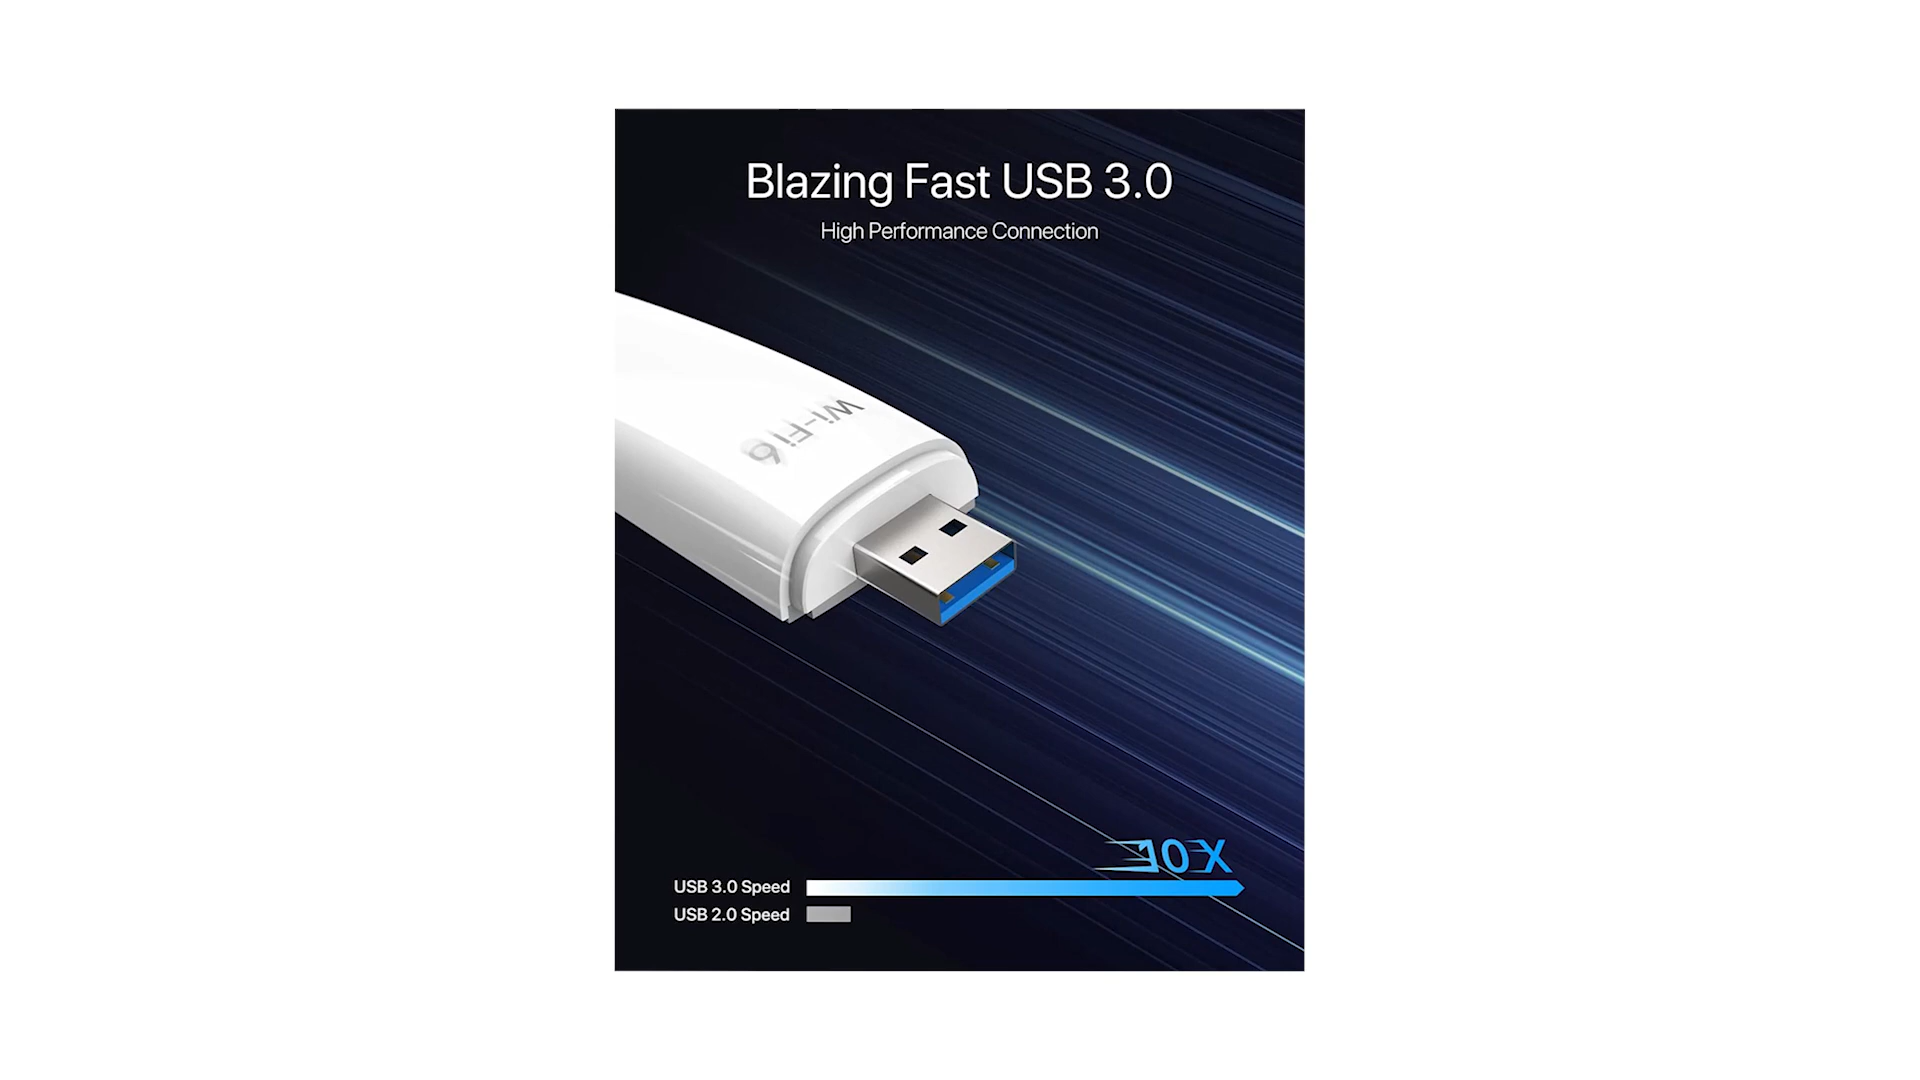 Blazing Fast USB 3.0
High Performance Connection
Wi-Fi 6
10X
USB 3.0 Speed
USB 2.0 Speed